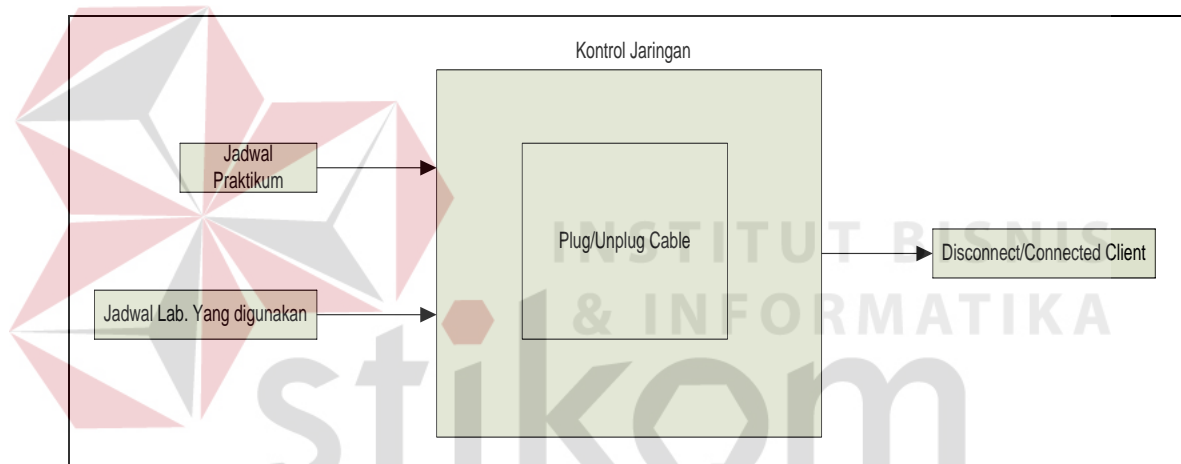 Kontrol Jaringan
Jadwal
Praktikum
Plug/Unplug Cable
INSTITUT BISNIS
Disconnect/Connected Client
Jadwal Lab. Yang digunakan
& INFORMATIKA
stikom